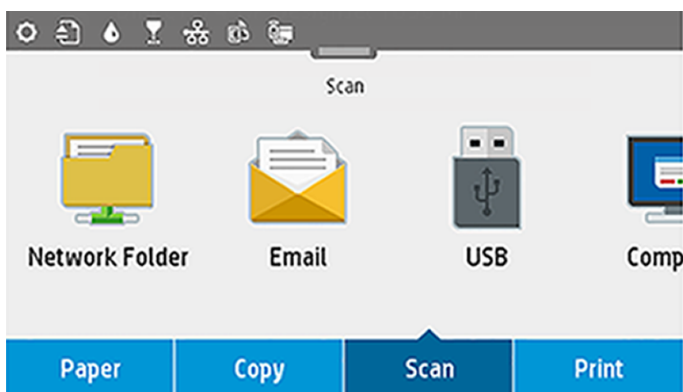 Scan
Network Folder
Email
USB
Comp
Paper
Copy
Scan
Print